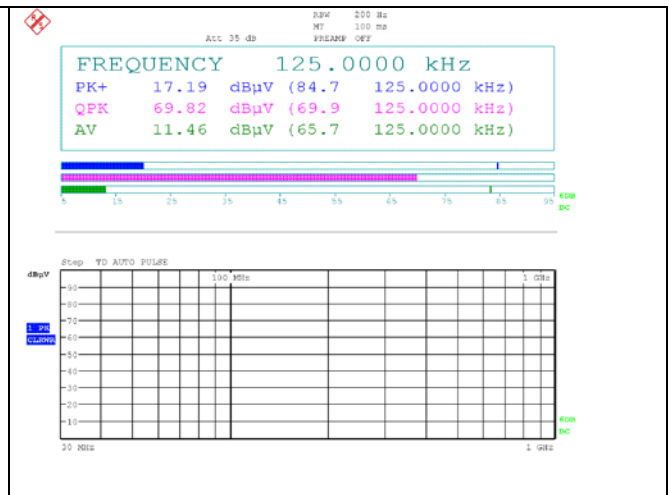 RBW 200 Hz
MT 100 ms
Att 35 dB PREAMP OFF
FREQUENCY 125.0000 kHz
PK+ 17.19 dBµV (84.7 125.0000 kHz)
QPK 69.82 dBµV (69.9 125.0000 kHz)
AV 11.46 dBµV (65.7 125.0000 kHz)
5 15 25 35 45 55 65 75 85 95
6DB
DC
Step TD AUTO PULSE
dBµV
100 MHz 1 GHz
90
80
70
1 PK
CLRWR
60
50
40
30
20
10
6DB
DC
30 MHz 1 GHz